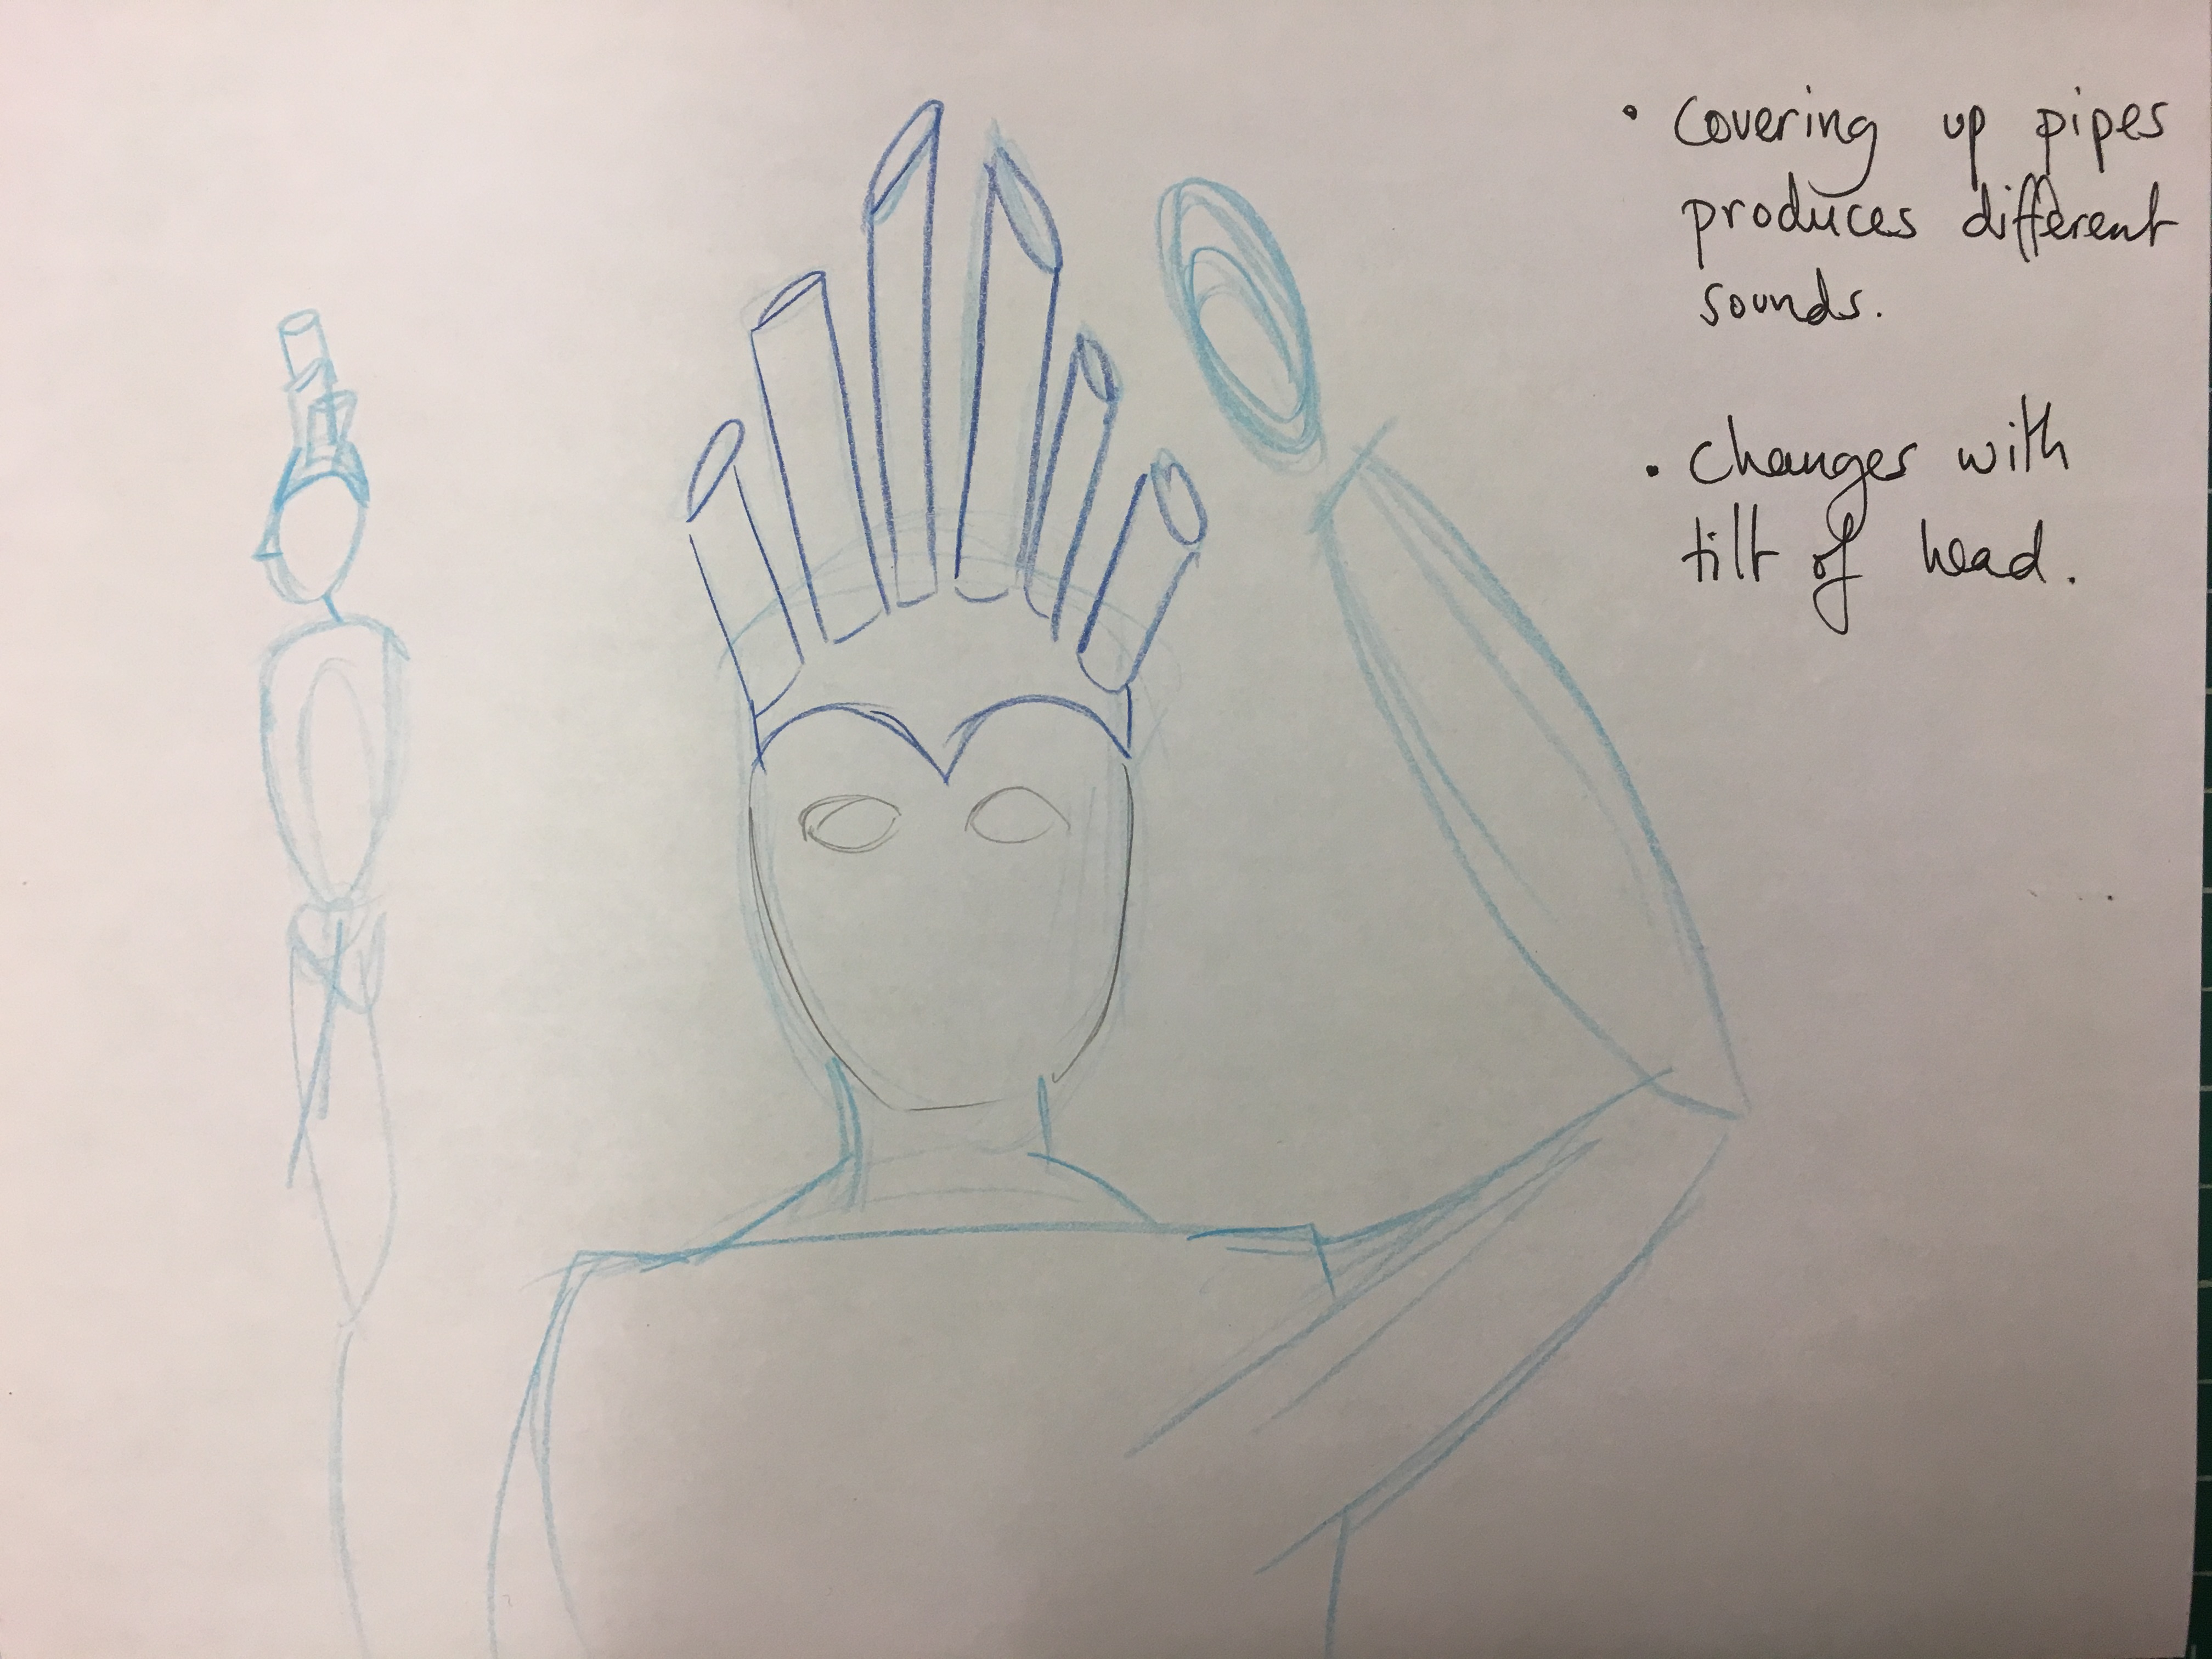 • Covering up pipes
produces different
sounds.
• Changes with
tilt of head.